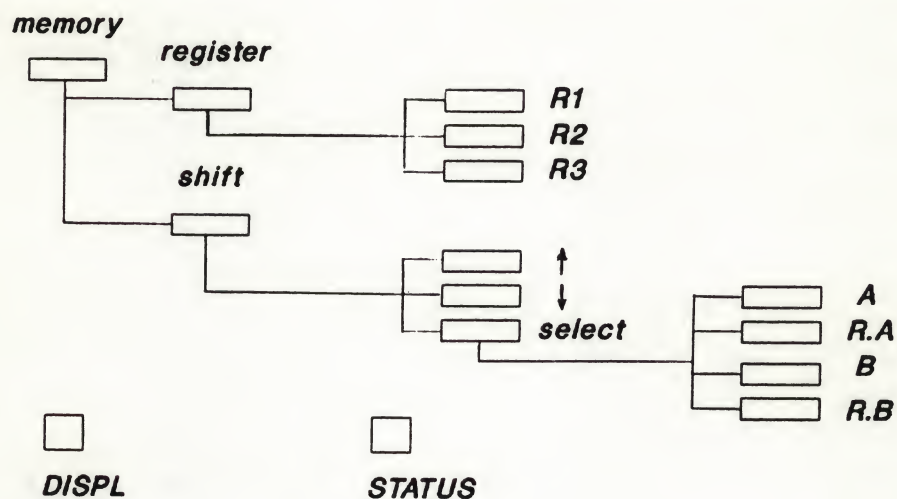 memory
register
R1
R2
R3
shift
↑
↓
select
A
R.A
B
R.B
DISPL
STATUS